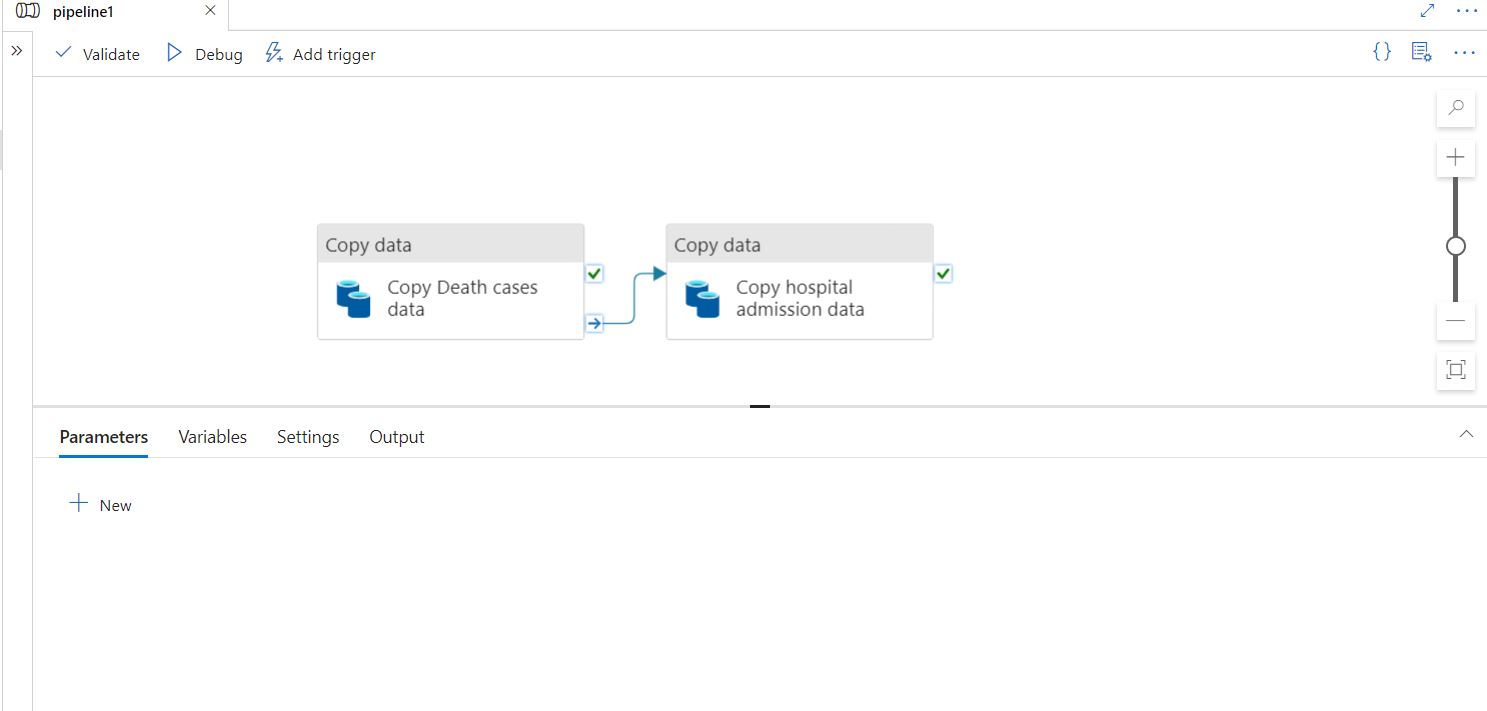 pipeline1
Validate Debug Add trigger
Copy data
Copy Death cases
data
Copy data
Copy hospital
admission data
Parameters Variables Settings Output
New